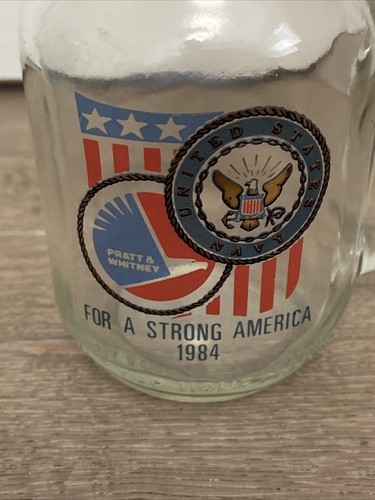 UNITED STATES
NAVY
PRATT &
WHITNEY
FOR A STRONG AMERICA
1984